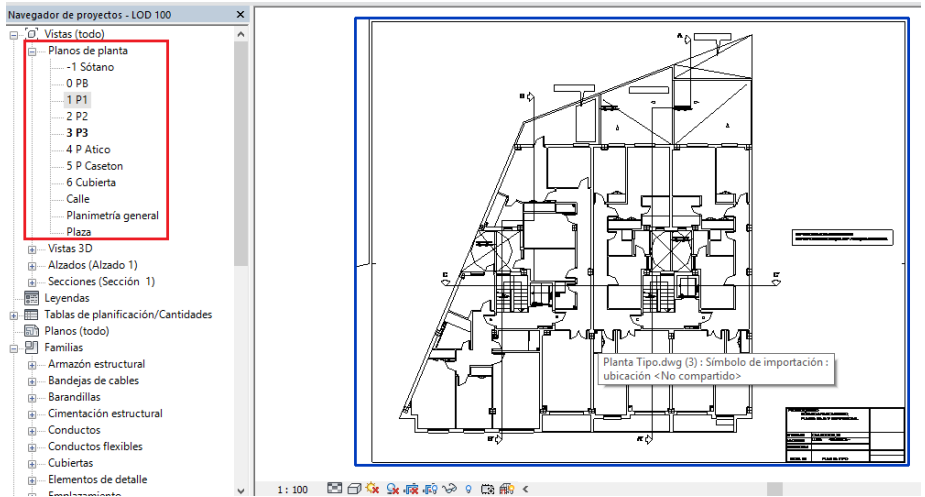 Navegador de proyectos - LOD 100
Vistas (todo)
Planos de planta
-1 Sótano
0 PB
1 P1
2 P2
3 P3
4 P Atico
5 P Caseton
6 Cubierta
Calle
Planimetría general
Plaza
Vistas 3D
Alzados (Alzado 1)
Secciones (Sección 1)
Leyendas
Tablas de planificación/Cantidades
Planos (todo)
Familias
Armazón estructural
Bandejas de cables
Barandillas
Cimentación estructural
Conductos
Conductos flexibles
Cubiertas
Elementos de detalle
Emplazamiento
Planta Tipo.dwg (3) : Símbolo de importación :
ubicación <No compartido>
1 : 100